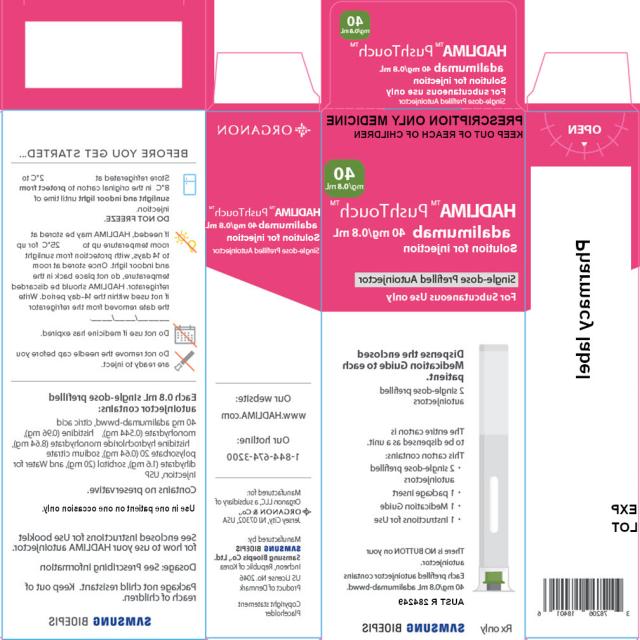 40
mg/0.8 mL
HADLIMA™ PushTouch™
adalimumab 40 mg/0.8 mL
Solution for injection
For subcutaneous use only
Single-dose Prefilled Autoinjector
OPEN
Pharmacy label
EXP
LOT
3 78206 18401 6
PRESCRIPTION ONLY MEDICINE
KEEP OUT OF REACH OF CHILDREN
40
mg/0.8 mL
HADLIMA™ PushTouch™
adalimumab 40 mg/0.8 mL
Solution for injection
Single-dose Prefilled Autoinjector
For Subcutaneous Use only
Dispense the enclosed
Medication Guide to each
patient.
2 single-dose prefilled
autoinjectors
The entire carton is
to be dispensed as a unit.
This carton contains:
• 2 single-dose prefilled
autoinjectors
• 1 package insert
• 1 Medication Guide
• 1 Instructions for Use
There is NO BUTTON on your
autoinjector.
Each prefilled autoinjector contains
40 mg/0.8 mL adalimumab-bwwd.
AUST R 284249
Rx only
SAMSUNG BIOEPIS
ORGANON
HADLIMA™ PushTouch™
adalimumab 40 mg/0.8 mL
Solution for injection
Single-dose Prefilled Autoinjector
Our website:
www.HADLIMA.com
Our hotline:
1-844-674-3200
Manufactured for:
Organon LLC, a subsidiary of
ORGANON & Co.,
Jersey City, NJ 07302, USA
Manufactured by:
SAMSUNG BIOEPIS
Samsung Bioepis Co., Ltd.
Incheon, Republic of Korea
US License No. 2046
Product of Denmark
Copyright statement
Placeholder
BEFORE YOU GET STARTED...
Store refrigerated at 2°C to
8°C in the original carton to protect from
sunlight and indoor light until time of
injection.
DO NOT FREEZE.
If needed, HADLIMA may be stored at
room temperature up to 25°C for up
to 14 days, with protection from sunlight
and indoor light. Once stored at room
temperature, do not place back in the
refrigerator. HADLIMA should be discarded
if not used within the 14-day period. Write
the date removed from the refrigerator
____/____/____.
Do not use if medicine has expired.
Do not remove the needle cap before you
are ready to inject.
Each 0.8 mL single-dose prefilled
autoinjector contains:
40 mg adalimumab-bwwd, citric acid
monohydrate (0.544 mg), histidine (0.96 mg),
histidine hydrochloride monohydrate (8.64 mg),
polysorbate 20 (0.64 mg), sodium citrate
dihydrate (1.6 mg), sorbitol (20 mg), and Water for
Injection, USP
Contains no preservative.
Use in one patient on one occasion only.
See enclosed Instructions for Use booklet
for how to use your HADLIMA autoinjector.
Dosage: See Prescribing Information
Package not child resistant. Keep out of
reach of children.
SAMSUNG BIOEPIS